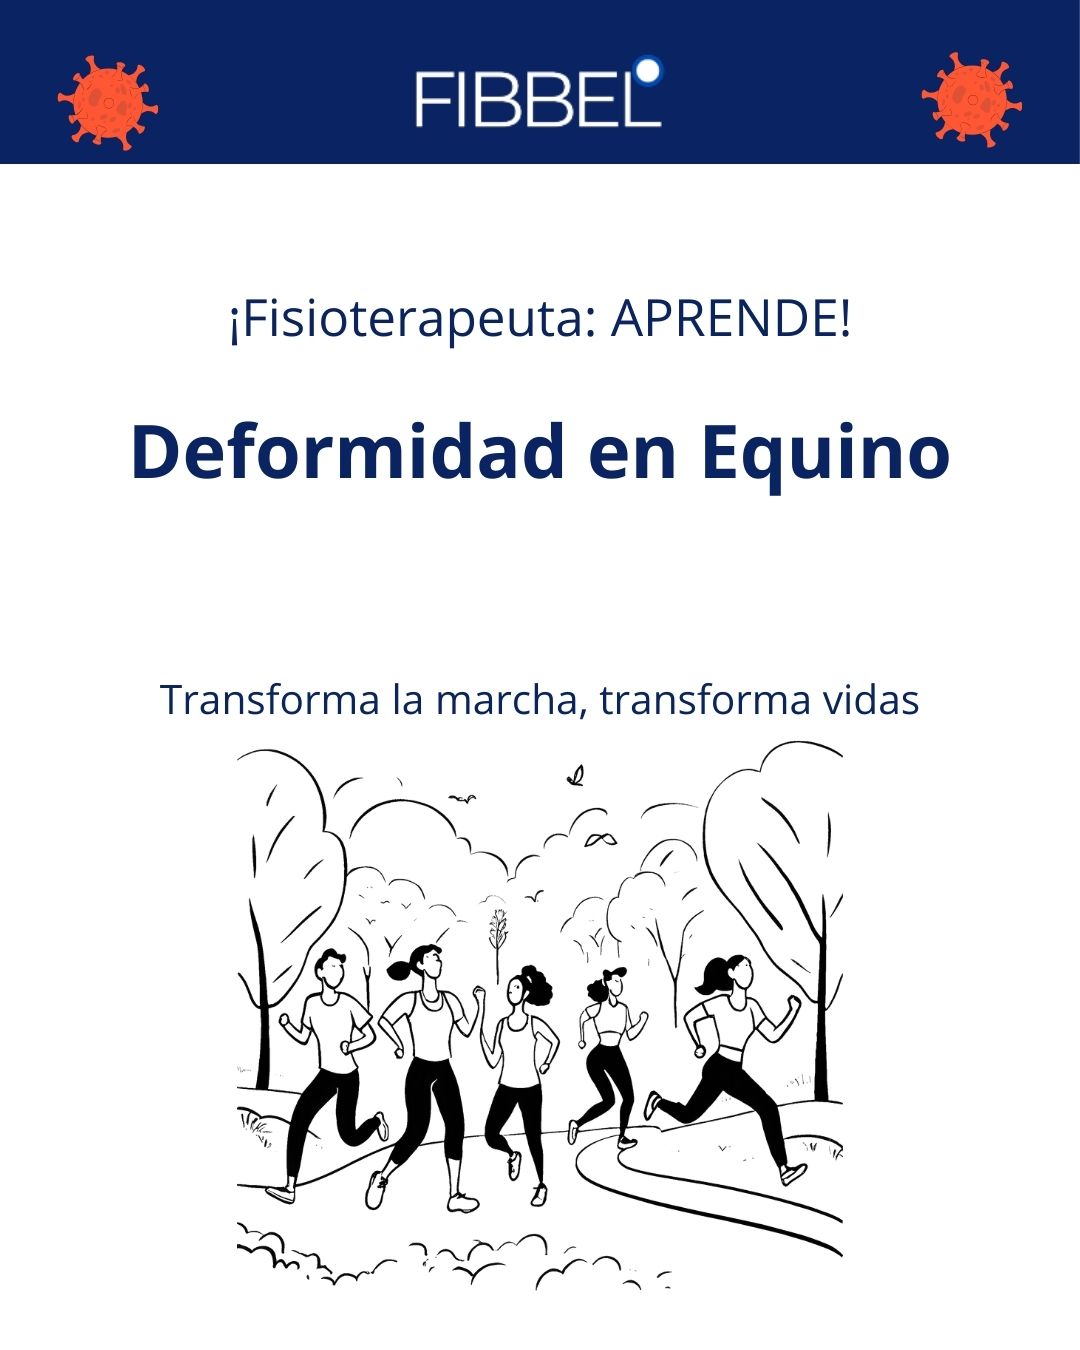 FIBBEL
¡Fisioterapeuta: APRENDE!
Deformidad en Equino
Transforma la marcha, transforma vidas